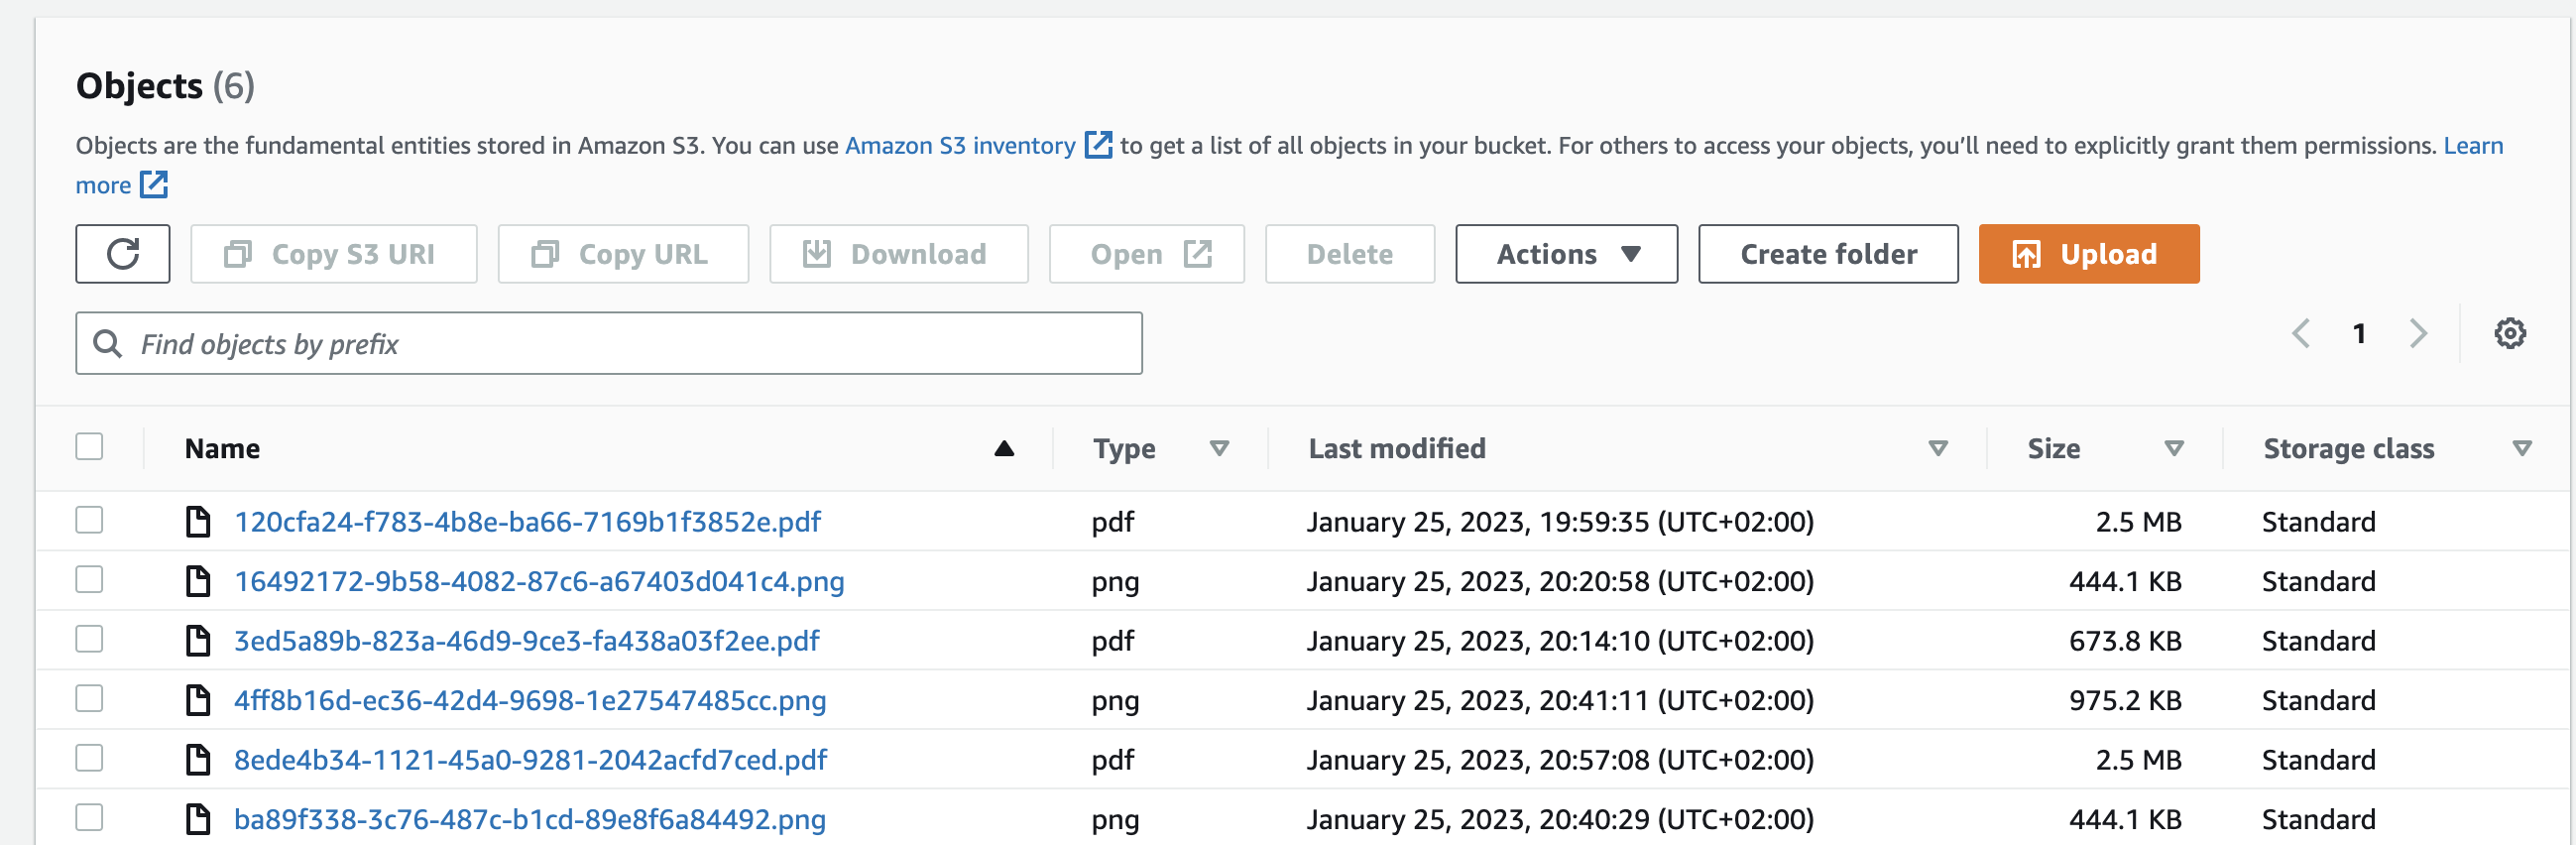 Objects (6)
Objects are the fundamental entities stored in Amazon S3. You can use Amazon S3 inventory to get a list of all objects in your bucket. For others to access your objects, you’ll need to explicitly grant them permissions. Learn
more
Copy S3 URI Copy URL Download Open Delete Actions Create folder Upload
Find objects by prefix 1
Name Type Last modified Size Storage class
120cfa24-f783-4b8e-ba66-7169b1f3852e.pdf pdf January 25, 2023, 19:59:35 (UTC+02:00) 2.5 MB Standard
16492172-9b58-4082-87c6-a67403d041c4.png png January 25, 2023, 20:20:58 (UTC+02:00) 444.1 KB Standard
3ed5a89b-823a-46d9-9ce3-fa438a03f2ee.pdf pdf January 25, 2023, 20:14:10 (UTC+02:00) 673.8 KB Standard
4ff8b16d-ec36-42d4-9698-1e27547485cc.png png January 25, 2023, 20:41:11 (UTC+02:00) 975.2 KB Standard
8ede4b34-1121-45a0-9281-2042acfd7ced.pdf pdf January 25, 2023, 20:57:08 (UTC+02:00) 2.5 MB Standard
ba89f338-3c76-487c-b1cd-89e8f6a84492.png png January 25, 2023, 20:40:29 (UTC+02:00) 444.1 KB Standard